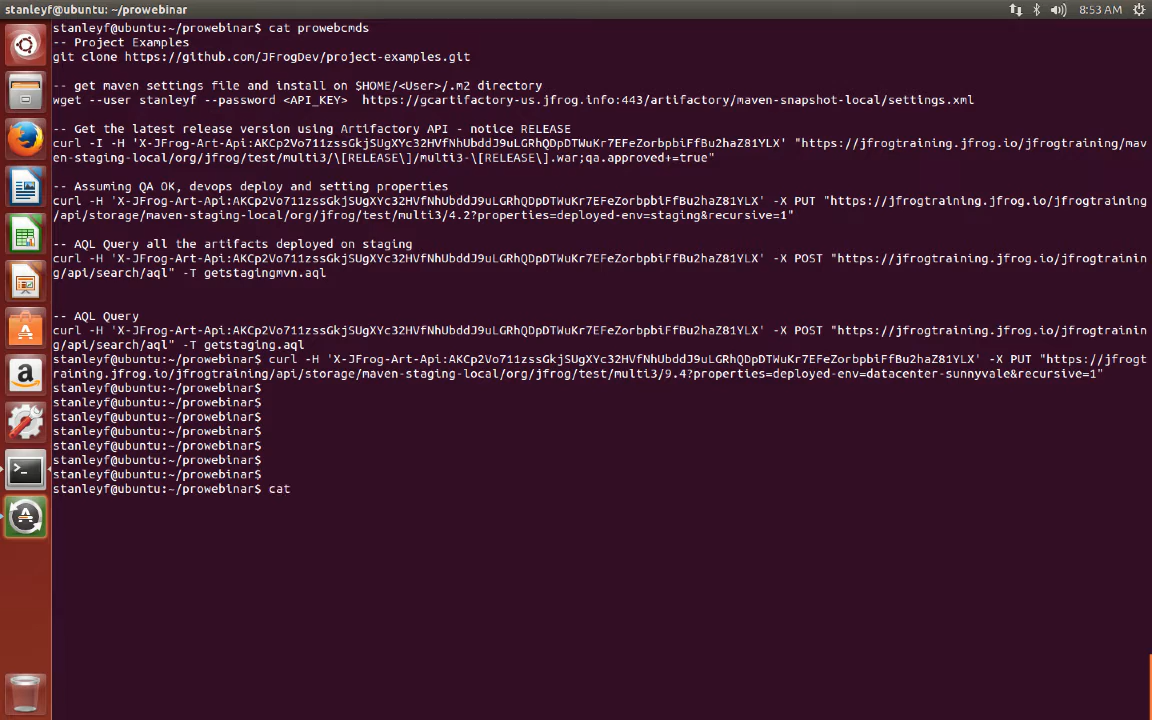 stanleyf@ubuntu: ~/prowebinar
8:53 AM
stanleyf@ubuntu:~/prowebinar$ cat prowebcmds
-- Project Examples
git clone https://github.com/JFrogDev/project-examples.git
-- get maven settings file and install on $HOME/<User>/.m2 directory
wget --user stanleyf --password <API_KEY>  https://gcartifactory-us.jfrog.info:443/artifactory/maven-snapshot-local/settings.xml
-- Get the latest release version using Artifactory API - notice RELEASE
curl -I -H 'X-JFrog-Art-Api:AKCp2Vo711zssGkjSUgXYc32HVfNhUbddJ9uLGRhQDpDTWuKr7EFeZorbpbiFfBu2haZ81YLX' "https://jfrogtraining.jfrog.io/jfrogtraining/mav
en-staging-local/org/jfrog/test/multi3/\[RELEASE\]/multi3-\[RELEASE\].war;qa.approved+=true"
-- Assuming QA OK, devops deploy and setting properties
curl -H 'X-JFrog-Art-Api:AKCp2Vo711zssGkjSUgXYc32HVfNhUbddJ9uLGRhQDpDTWuKr7EFeZorbpbiFfBu2haZ81YLX' -X PUT "https://jfrogtraining.jfrog.io/jfrogtraining
/api/storage/maven-staging-local/org/jfrog/test/multi3/4.2?properties=deployed-env=staging&recursive=1"
-- AQL Query all the artifacts deployed on staging
curl -H 'X-JFrog-Art-Api:AKCp2Vo711zssGkjSUgXYc32HVfNhUbddJ9uLGRhQDpDTWuKr7EFeZorbpbiFfBu2haZ81YLX' -X POST "https://jfrogtraining.jfrog.io/jfrogtrainin
g/api/search/aql" -T getstagingmvn.aql
-- AQL Query
curl -H 'X-JFrog-Art-Api:AKCp2Vo711zssGkjSUgXYc32HVfNhUbddJ9uLGRhQDpDTWuKr7EFeZorbpbiFfBu2haZ81YLX' -X POST "https://jfrogtraining.jfrog.io/jfrogtrainin
g/api/search/aql" -T getstaging.aql
stanleyf@ubuntu:~/prowebinar$ curl -H 'X-JFrog-Art-Api:AKCp2Vo711zssGkjSUgXYc32HVfNhUbddJ9uLGRhQDpDTWuKr7EFeZorbpbiFfBu2haZ81YLX' -X PUT "https://jfrogt
raining.jfrog.io/jfrogtraining/api/storage/maven-staging-local/org/jfrog/test/multi3/9.4?properties=deployed-env=datacenter-sunnyvale&recursive=1"
stanleyf@ubuntu:~/prowebinar$
stanleyf@ubuntu:~/prowebinar$
stanleyf@ubuntu:~/prowebinar$
stanleyf@ubuntu:~/prowebinar$
stanleyf@ubuntu:~/prowebinar$
stanleyf@ubuntu:~/prowebinar$
stanleyf@ubuntu:~/prowebinar$
stanleyf@ubuntu:~/prowebinar$ cat